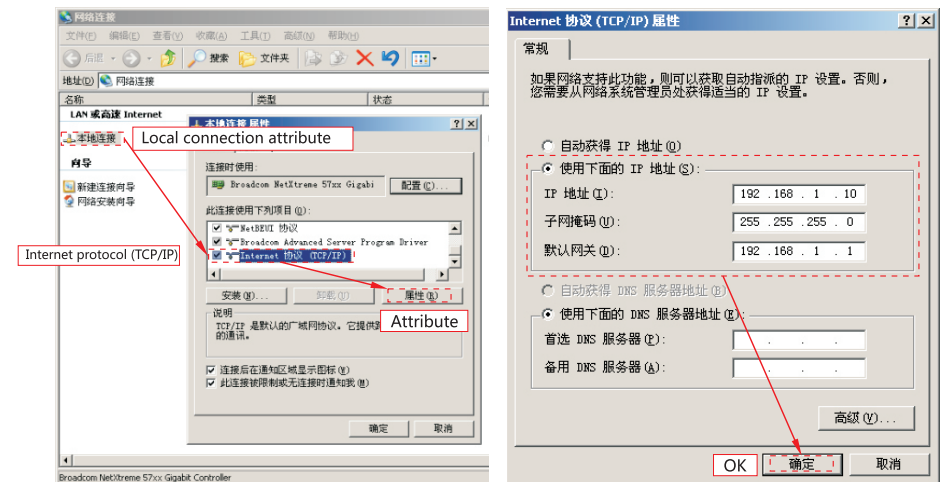 网络连接
文件(F) 编辑(E) 查看(V) 收藏(A) 工具(T) 高级(N) 帮助(H)
后退 搜索 文件夹
地址(D) 网络连接
名称 类型 状态
LAN 或高速 Internet
本地连接
向导
新建连接向导
网络安装向导
Broadcom NetXtreme 57xx Gigabit Controller
本地连接 属性
Local connection attribute
连接时使用:
Broadcom NetXtreme 57xx Gigabi 配置(C)...
此连接使用下列项目(O):
NetBEUI 协议
Broadcom Advanced Server Program Driver
Internet 协议 (TCP/IP)
Internet protocol (TCP/IP)
安装(N)... 卸载(U) 属性(R)
Attribute
说明
TCP/IP 是默认的广域网协议。它提供
的通讯。
连接后在通知区域显示图标(W)
此连接被限制或无连接时通知我(M)
确定 取消
Internet 协议 (TCP/IP) 属性
常规
如果网络支持此功能，则可以获取自动指派的 IP 设置。否则，
您需要从网络系统管理员处获得适当的 IP 设置。
自动获得 IP 地址(O)
使用下面的 IP 地址(S):
IP 地址(I): 192 .168 . 1 . 10
子网掩码(U): 255 .255 .255 . 0
默认网关(D): 192 .168 . 1 . 1
自动获得 DNS 服务器地址(B)
使用下面的 DNS 服务器地址(E):
首选 DNS 服务器(P): . . .
备用 DNS 服务器(A): . . .
高级(V)...
OK 确定 取消